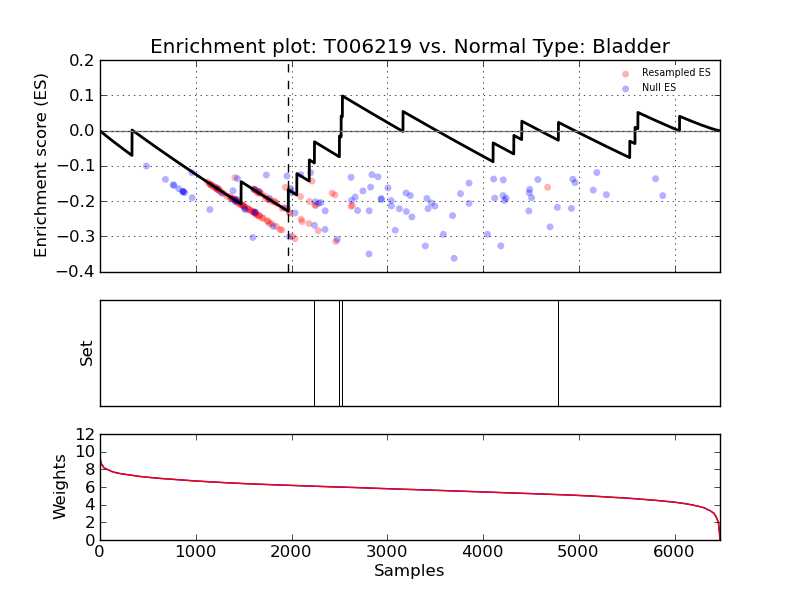 Enrichment plot: T006219 vs. Normal Type: Bladder
Enrichment score (ES)
0.2
0.1
0.0
−0.1
−0.2
−0.3
−0.4
Resampled ES
Null ES
Set
Weights
12
10
8
6
4
2
0
0 1000 2000 3000 4000 5000 6000
Samples